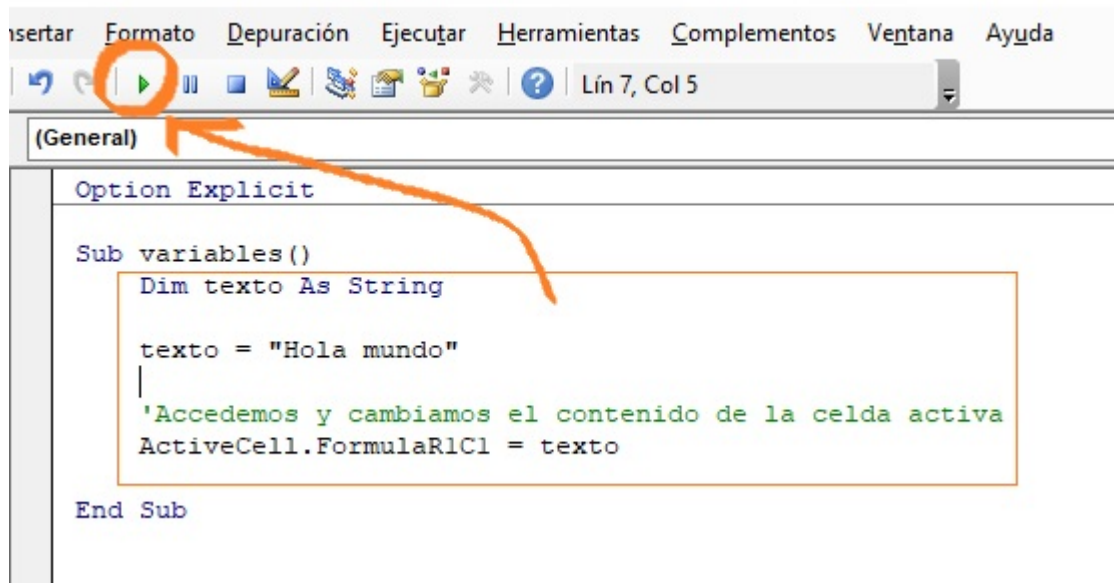 nsertar Formato Depuración Ejecutar Herramientas Complementos Ventana Ayuda
Lín 7, Col 5
(General)
Option Explicit
Sub variables()
Dim texto As String
texto = "Hola mundo"
'Accedemos y cambiamos el contenido de la celda activa
ActiveCell.FormulaR1C1 = texto
End Sub